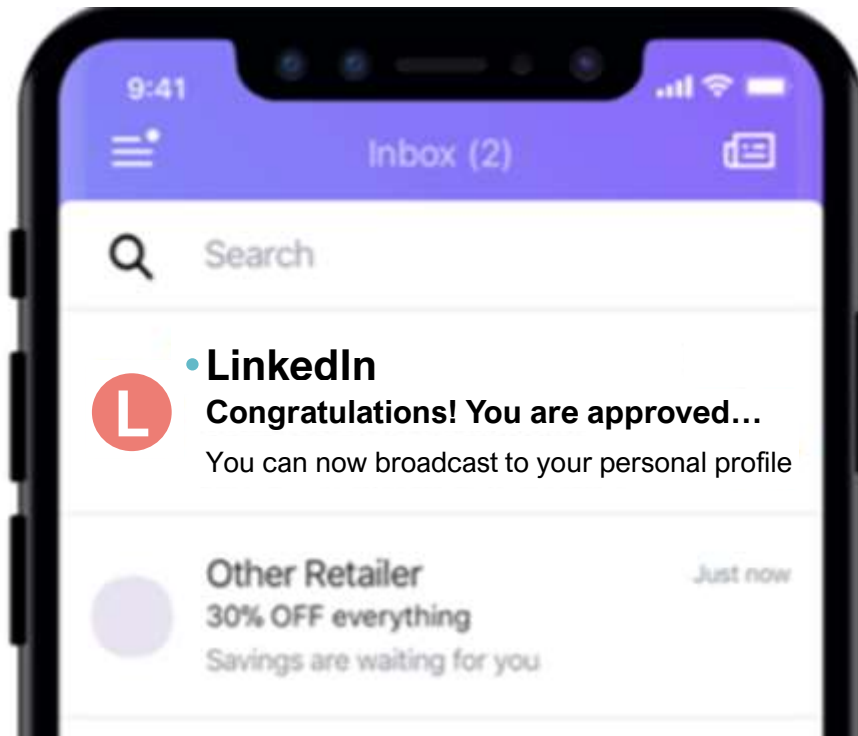 9:41
Inbox (2)
Search
L
LinkedIn
Congratulations! You are approved…
You can now broadcast to your personal profile
Other Retailer
Just now
30% OFF everything
Savings are waiting for you